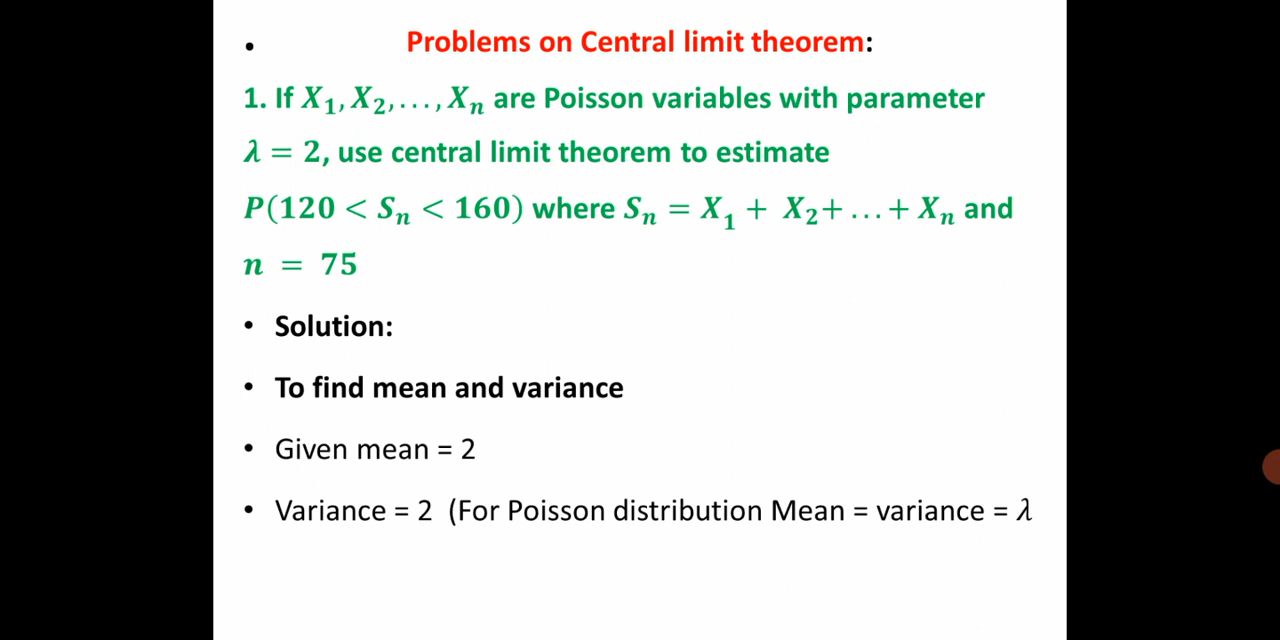 • Problems on Central limit theorem:
1. If X₁, X₂,..., Xₙ are Poisson variables with parameter
λ = 2, use central limit theorem to estimate
P(120 < Sₙ < 160) where Sₙ = X₁ + X₂+ ...+ Xₙ and
n = 75
• Solution:
• To find mean and variance
• Given mean = 2
• Variance = 2 (For Poisson distribution Mean = variance = λ